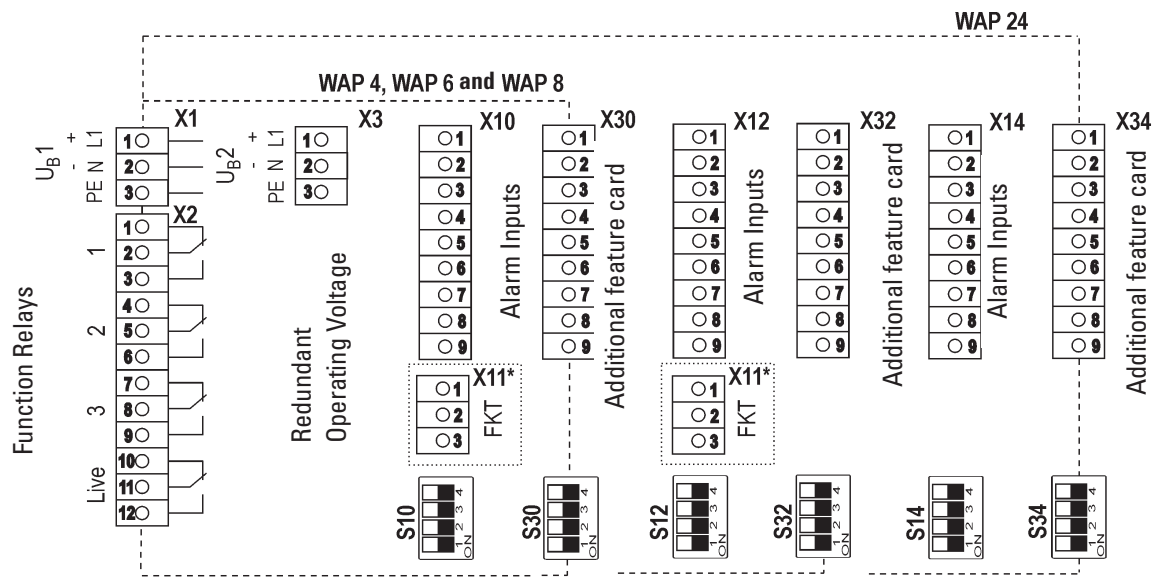 WAP 24
WAP 4, WAP 6 and WAP 8
X1
UB1
+ L1
- N
PE
1
2
3
X2
Function Relays
1
2
3
Live
1
2
3
4
5
6
7
8
9
10
11
12
X3
UB2
+ L1
- N
PE
1
2
3
Redundant
Operating Voltage
X10
1
2
3
4
5
6
7
8
9
Alarm Inputs
X11*
1
2
3
FKT
X30
1
2
3
4
5
6
7
8
9
Additional feature card
X12
1
2
3
4
5
6
7
8
9
Alarm Inputs
X11*
1
2
3
FKT
X32
1
2
3
4
5
6
7
8
9
Additional feature card
X14
1
2
3
4
5
6
7
8
9
Alarm Inputs
X34
1
2
3
4
5
6
7
8
9
Additional feature card
S10
1 2 3 4
ON
S30
1 2 3 4
ON
S12
1 2 3 4
ON
S32
1 2 3 4
ON
S14
1 2 3 4
ON
S34
1 2 3 4
ON